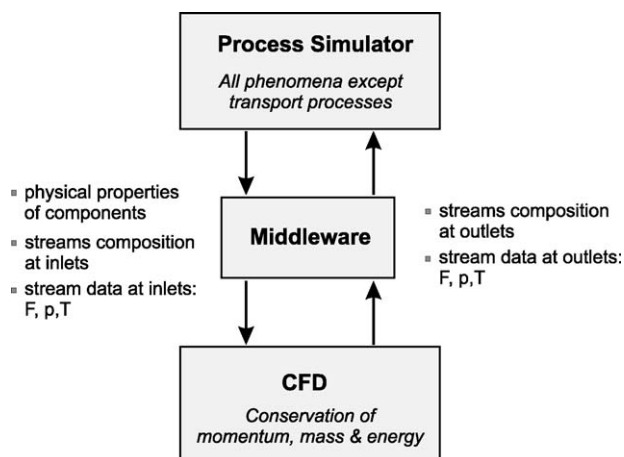 Process Simulator
All phenomena except
transport processes
physical properties
of components
streams composition
at inlets
stream data at inlets:
F, p,T
Middleware
streams composition
at outlets
stream data at outlets:
F, p,T
CFD
Conservation of
momentum, mass & energy